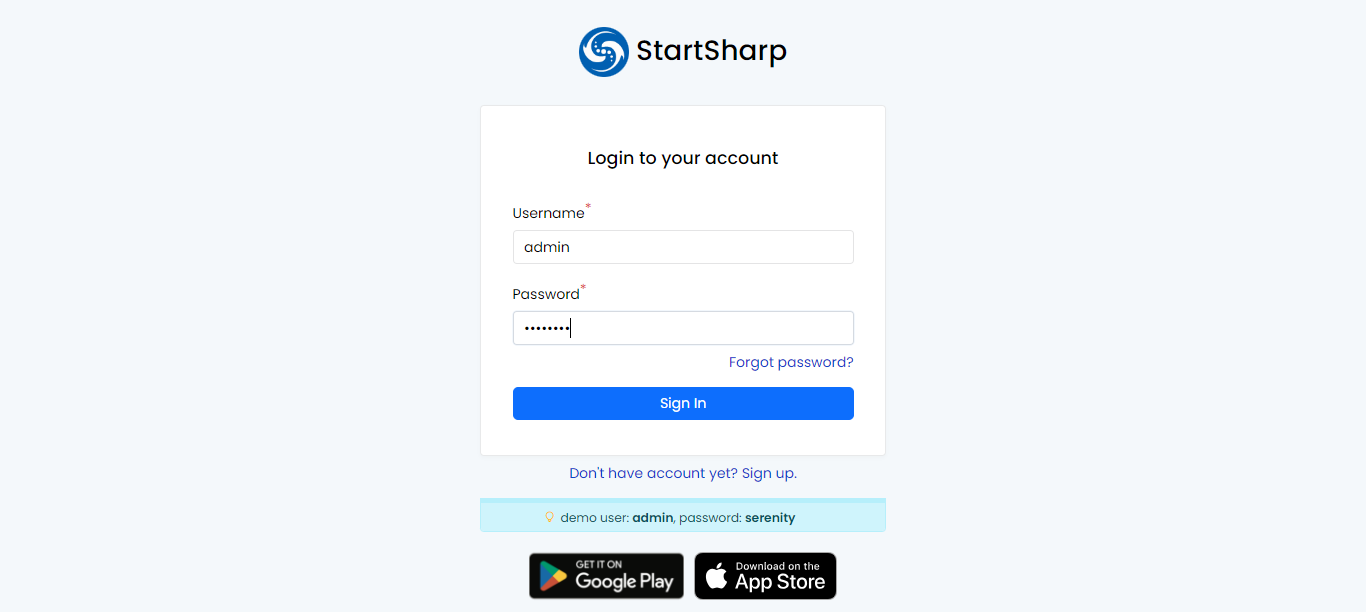 StartSharp
Login to your account
Username*
admin
Password*
••••••••
Forgot password?
Sign In
Don't have account yet? Sign up.
demo user: admin, password: serenity
GET IT ON
Google Play
Download on the
App Store